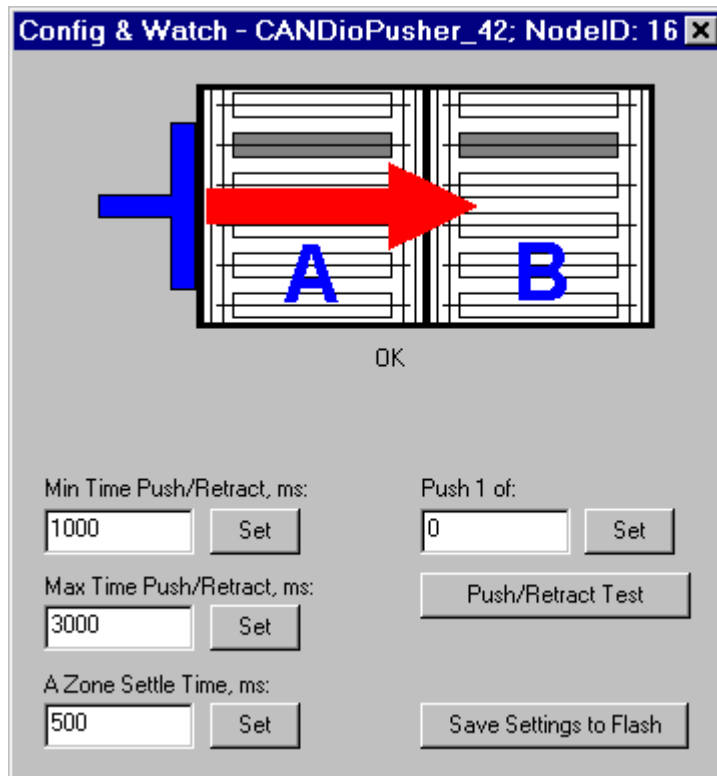 Config & Watch - CANDioPusher_42; NodeID: 16
A B
OK
Min Time Push/Retract, ms:
1000 Set
Push 1 of:
0 Set
Max Time Push/Retract, ms:
3000 Set
Push/Retract Test
A Zone Settle Time, ms:
500 Set
Save Settings to Flash